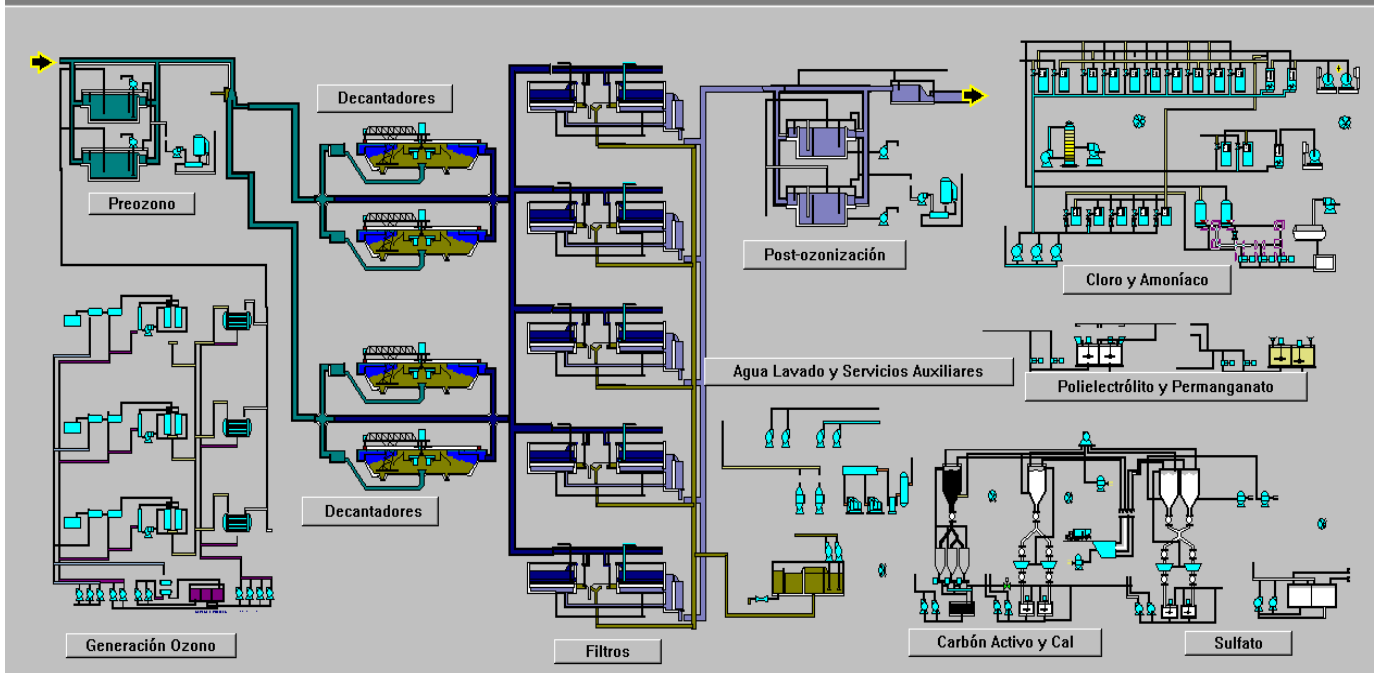 Decantadores
Preozono
Post-ozonización
Cloro y Amoníaco
Agua Lavado y Servicios Auxiliares
Polielectrólito y Permanganato
Decantadores
Generación Ozono
Filtros
Carbón Activo y Cal
Sulfato